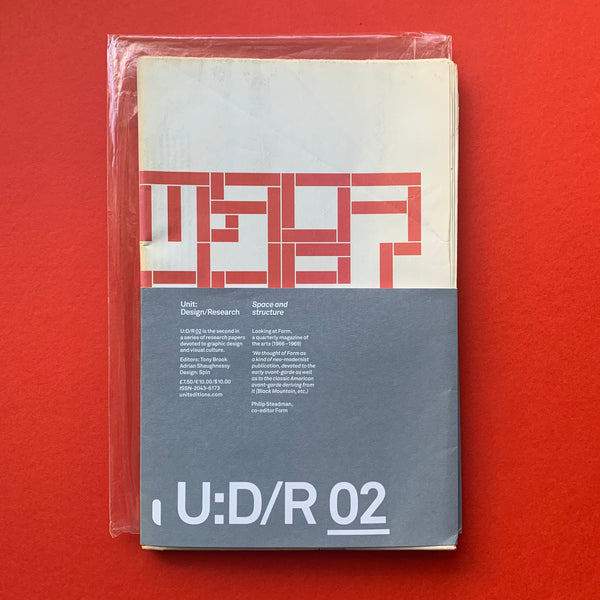 Unit:
Design/Research
U:D/R 02 is the second in
a series of research papers
devoted to graphic design
and visual culture.
Editors: Tony Brook
Adrian Shaughnessy
Design: Spin
£7.50/€10.00/$10.00
ISSN-2043-6173
uniteditions.com
Space and
structure
Looking at Form,
a quarterly magazine of
the arts (1966–1969)
‘We thought of Form as
a kind of neo-modernist
publication, devoted to the
early avant-garde as well
as to the classic American
avant-garde deriving from
it (Black Mountain, etc.)
Philip Steadman,
co-editor Form
U:D/R 02